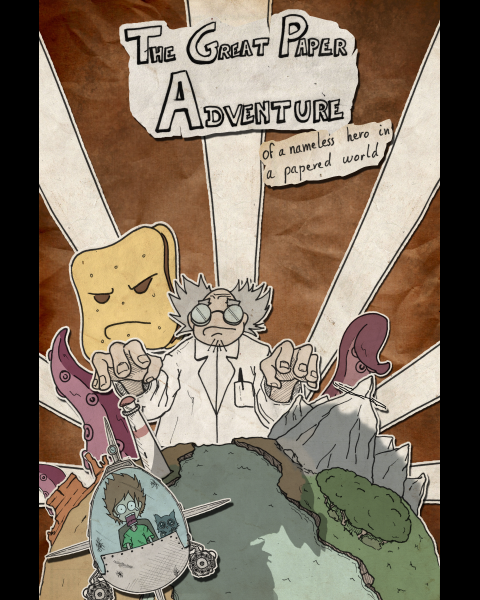 The Great Paper
Adventure
of a nameless hero in
a papered world